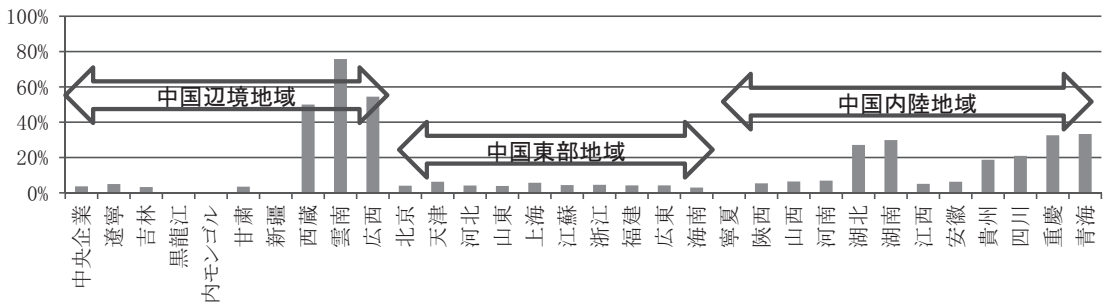 100%
80%
60%
40%
20%
0%
中国辺境地域
中国東部地域
中国内陸地域
中央企業
遼寧
吉林
黒龍江
内モンゴル
甘粛
新疆
西蔵
雲南
広西
北京
天津
河北
山東
上海
江蘇
浙江
福建
広東
海南
寧夏
陝西
山西
河南
湖北
湖南
江西
安徽
貴州
四川
重慶
青海